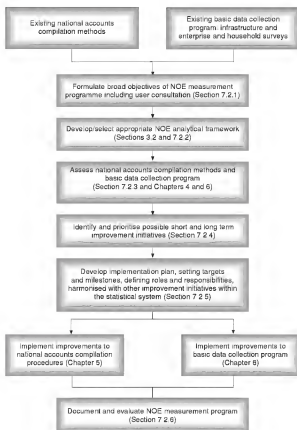 Existing national accounts
compilation methods
Existing basic data collection
program: infrastructure and
enterprise and household surveys
Formulate broad objectives of NOE measurement
programme including user consultation (Section 7.2.1)
Develop/select appropriate NOE analytical framework
(Sections 3.2 and 7.2.2)
Assess national accounts compilation methods and
basic data collection program
(Section 7.2.3 and Chapters 4 and 6)
Identify and prioritise possible short and long term
improvement initiatives (Section 7.2.4)
Develop implementation plan, setting targets
and milestones, defining roles and responsibilities,
harmonised with other improvement initiatives within
the statistical system (Section 7.2.5)
Implement improvements to
national accounts compilation
procedures (Chapter 5)
Implement improvements to
basic data collection program
(Chapter 6)
Document and evaluate NOE measurement program
(Section 7.2.6)